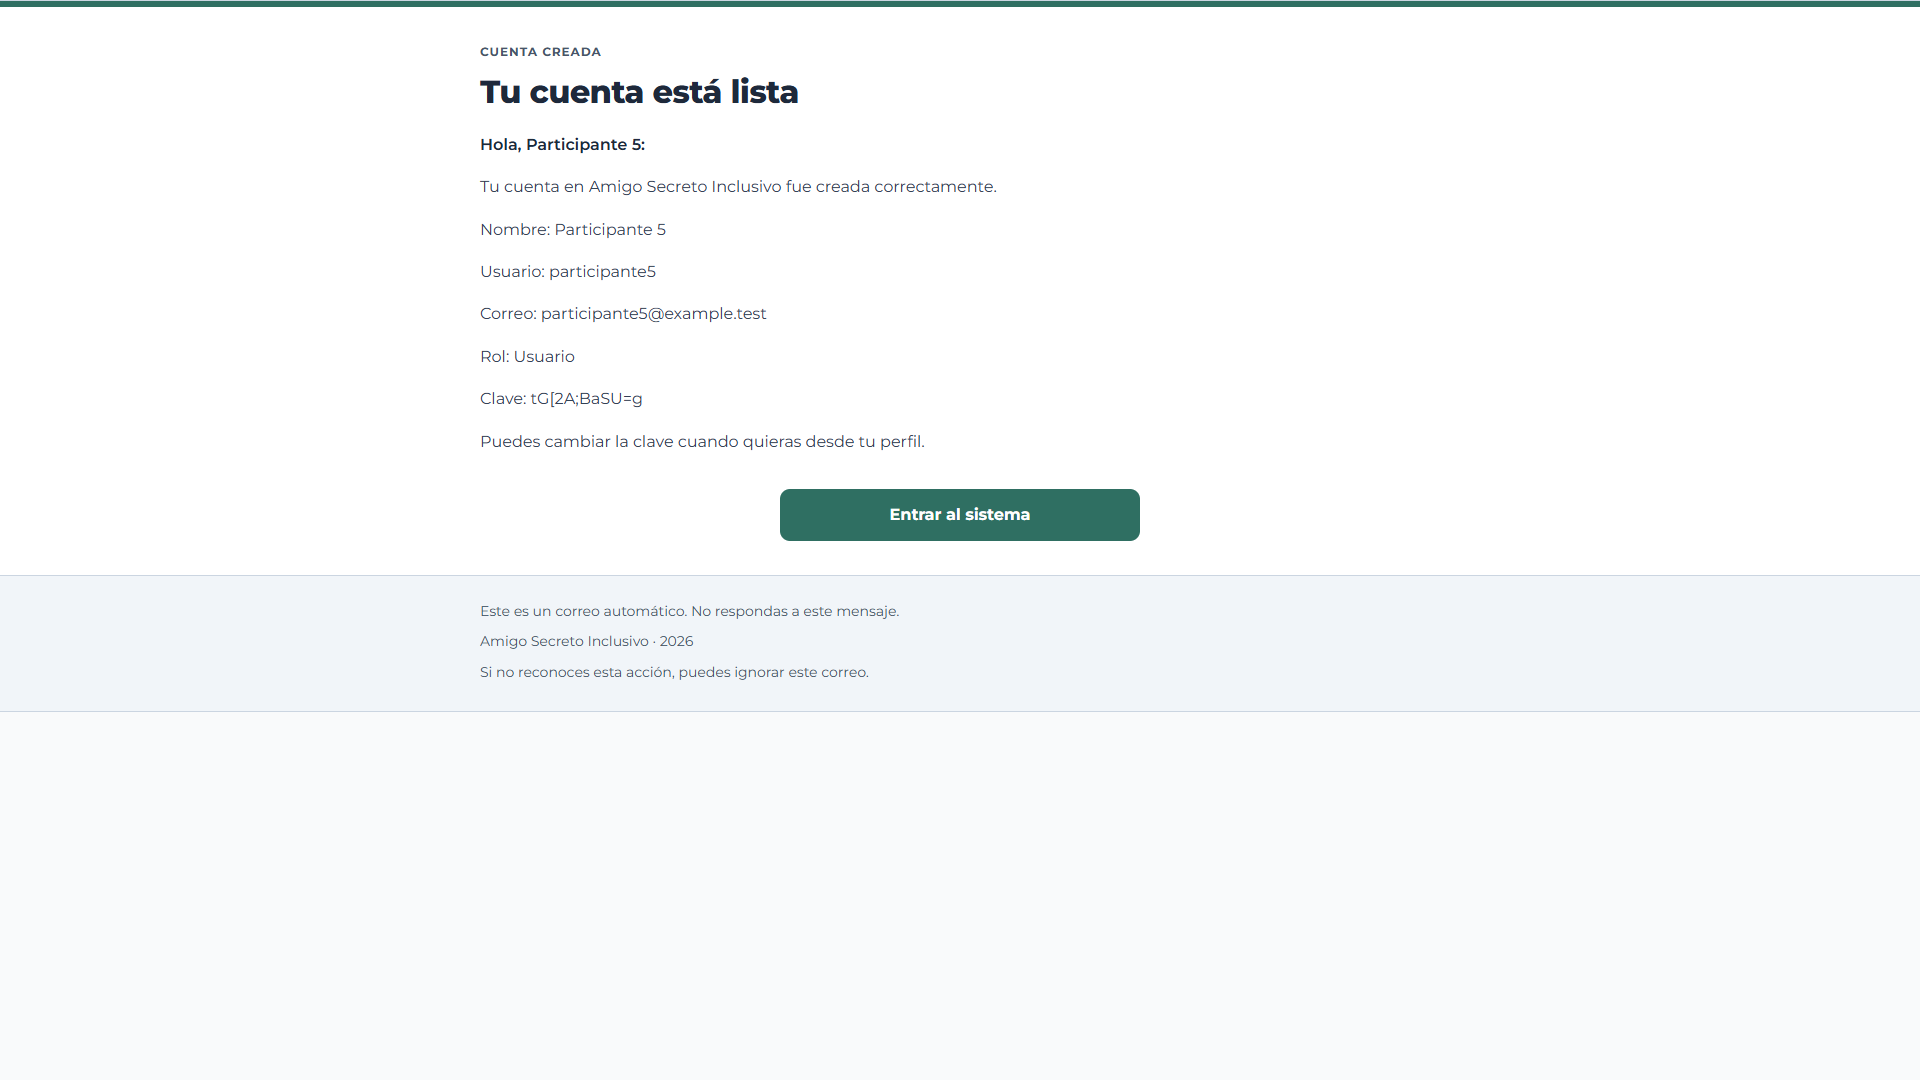 CUENTA CREADA
Tu cuenta está lista
Hola, Participante 5:
Tu cuenta en Amigo Secreto Inclusivo fue creada correctamente.
Nombre: Participante 5
Usuario: participante5
Correo: participante5@example.test
Rol: Usuario
Clave: tG[2A;BaSU=g
Puedes cambiar la clave cuando quieras desde tu perfil.
Entrar al sistema
Este es un correo automático. No respondas a este mensaje.
Amigo Secreto Inclusivo · 2026
Si no reconoces esta acción, puedes ignorar este correo.